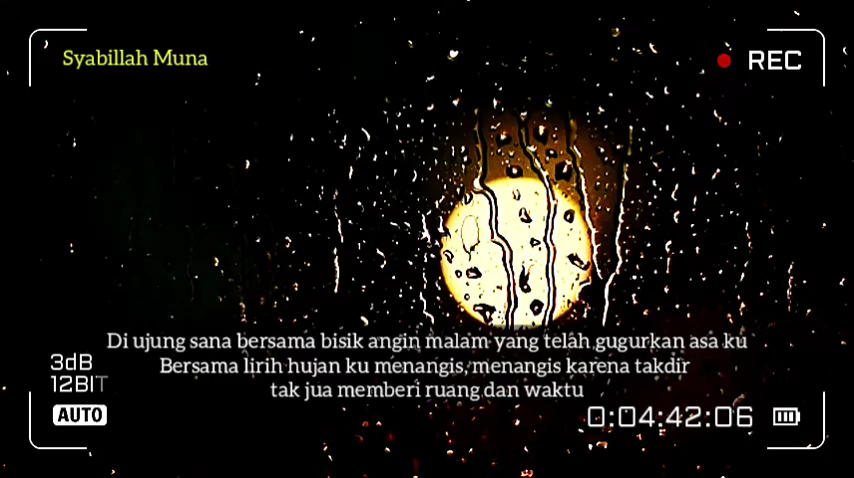 Syabillah Muna
REC
Di ujung sana bersama bisik angin malam yang telah gugurkan asa ku
Bersama lirih hujan ku menangis, menangis karena takdir
tak jua memberi ruang dan waktu
3dB
12BIT
AUTO
0:04:42:06